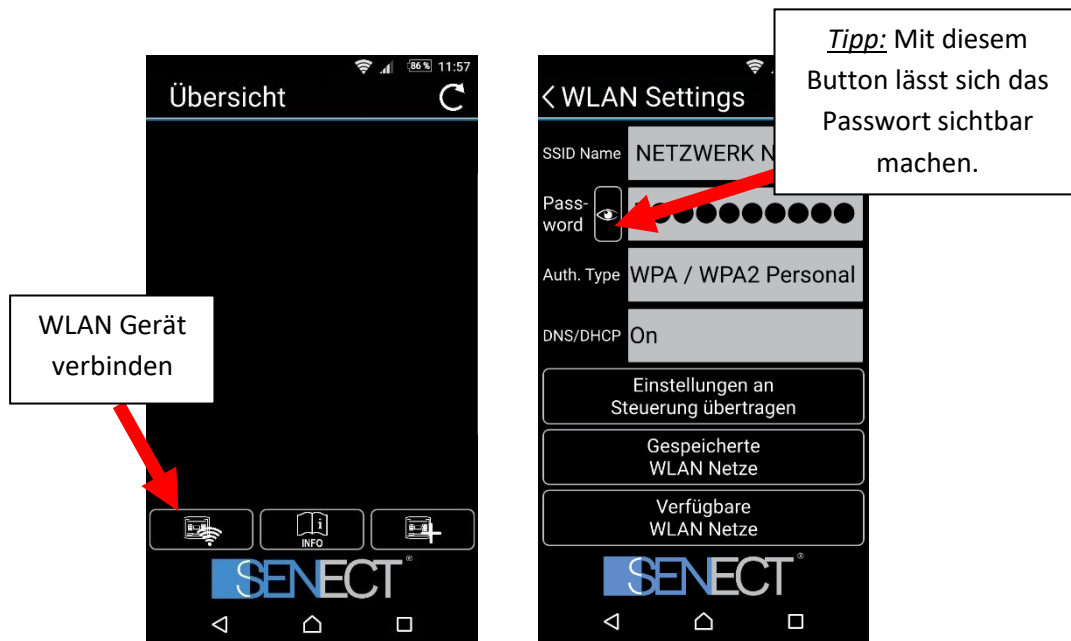 86 % 11:57
Übersicht
WLAN Gerät
verbinden
INFO
SENECT®
Tipp: Mit diesem
Button lässt sich das
Passwort sichtbar
machen.
WLAN Settings
SSID Name NETZWERK N
Pass-
word
Auth. Type WPA / WPA2 Personal
DNS/DHCP On
Einstellungen an
Steuerung übertragen
Gespeicherte
WLAN Netze
Verfügbare
WLAN Netze
SENECT®